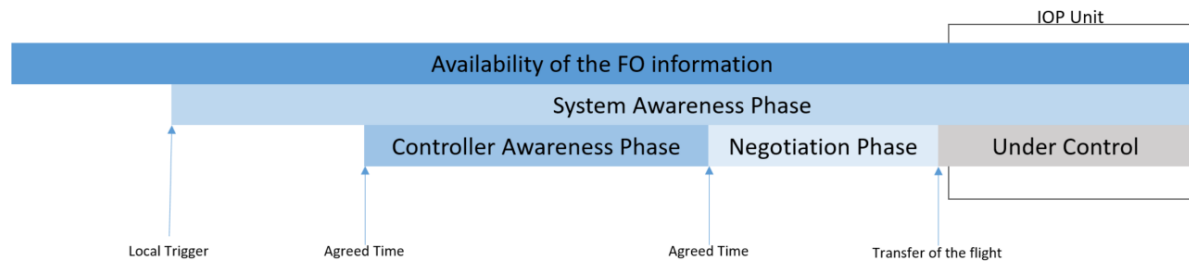 IOP Unit
Availability of the FO information
System Awareness Phase
Controller Awareness Phase
Negotiation Phase
Under Control
Local Trigger
Agreed Time
Agreed Time
Transfer of the flight